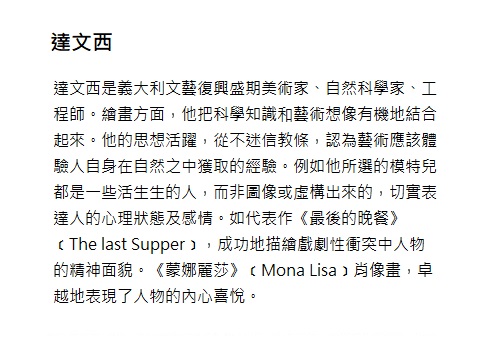 達文西
達文西是義大利文藝復興盛期美術家、自然科學家、工
程師。繪畫方面，他把科學知識和藝術想像有機地結合
起來。他的思想活躍，從不迷信教條，認為藝術應該體
驗人自身在自然之中獲取的經驗。例如他所選的模特兒
都是一些活生生的人，而非圖像或虛構出來的，切實表
達人的心理狀態及感情。如代表作《最後的晚餐》
﹝The last Supper﹞，成功地描繪戲劇性衝突中人物
的精神面貌。《蒙娜麗莎》﹝Mona Lisa﹞肖像畫，卓
越地表現了人物的內心喜悅。